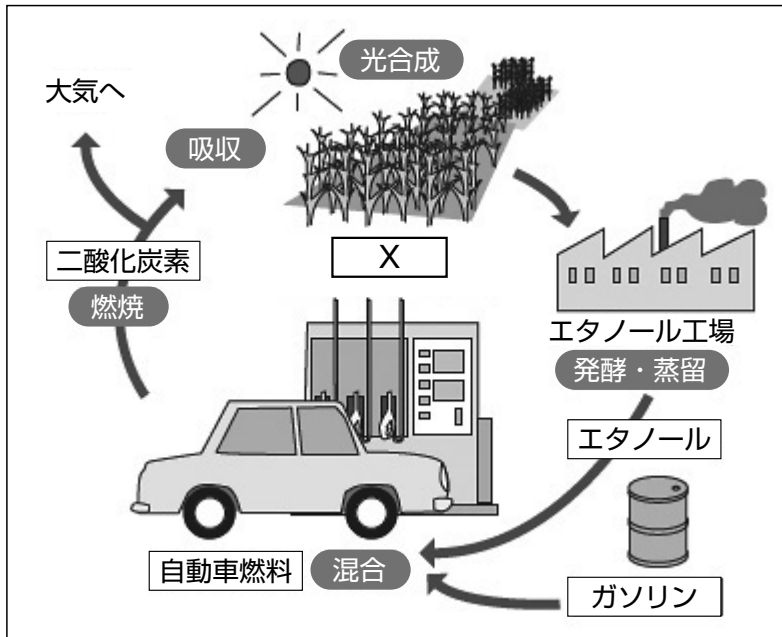 光合成
大気へ
吸収
X
二酸化炭素
燃焼
エタノール工場
発酵・蒸留
エタノール
自動車燃料
混合
ガソリン